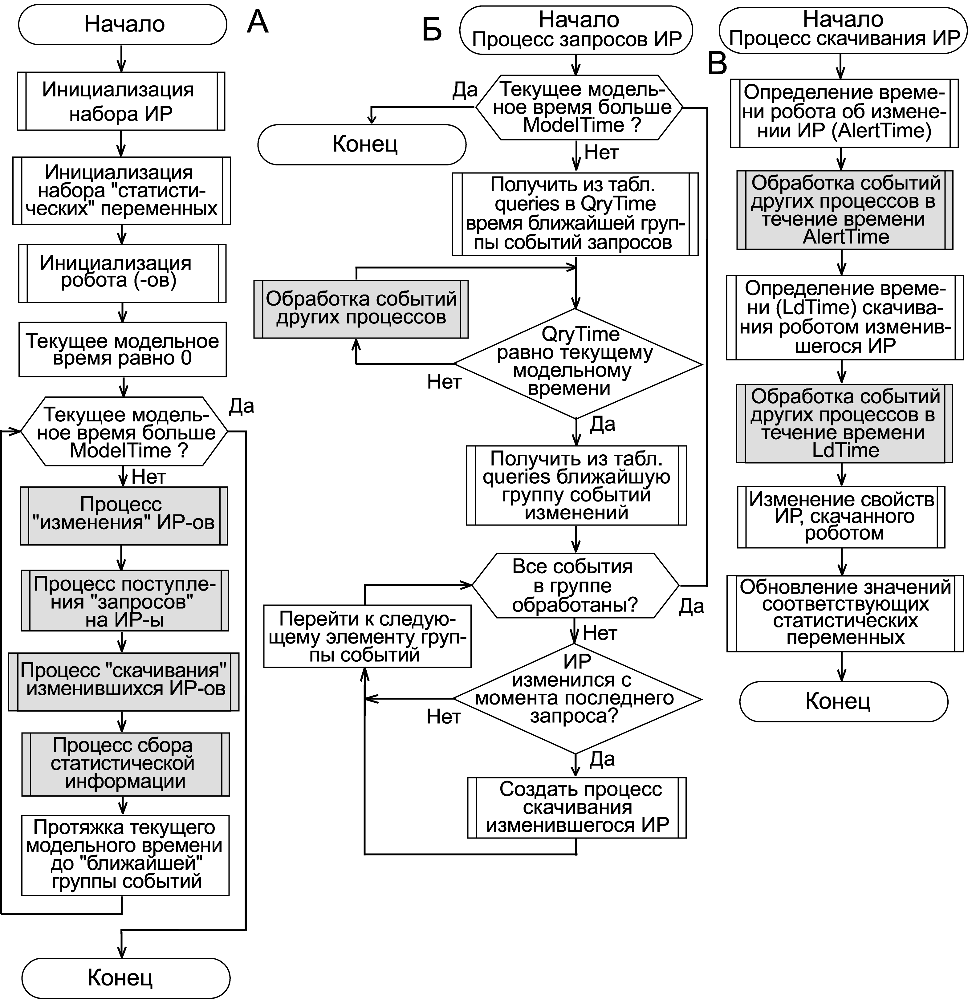 А
Начало
Инициализация
набора ИР
Инициализация
набора "статисти-
ческих" переменных
Инициализация
робота (-ов)
Текущее модельное
время равно 0
Текущее модель-
ное время больше
ModelTime ?
Да
Нет
Процесс
"изменения" ИР-ов
Процесс поступле-
ния "запросов"
на ИР-ы
Процесс "скачивания"
изменившихся ИР-ов
Процесс сбора
статистической
информации
Протяжка текущего
модельного времени
до "ближайшей"
группы событий
Конец
Б
Начало
Процесс запросов ИР
Текущее модель-
ное время больше
ModelTime ?
Да
Конец
Нет
Получить из табл.
queries в QryTime
время ближайшей груп-
пы событий запросов
Обработка событий
других процессов
QryTime
равно текущему
модельному
времени
Нет
Да
Получить из табл.
queries ближайшую
группу событий
изменений
Все события
в группе
обработаны?
Да
Перейти к следую-
щему элементу груп-
пы событий
Нет
ИР
изменился с
момента последнего
запроса?
Нет
Да
Создать процесс
скачивания
изменившегося ИР
В
Начало
Процесс скачивания ИР
Определение време-
ни робота об измене-
нии ИР (AlertTime)
Обработка событий
других процессов в
течение времени
AlertTime
Определение време-
ни (LdTime) скачива-
ния роботом изменив-
шегося ИР
Обработка событий
других процессов в
течение времени
LdTime
Изменение свойств
ИР, скачанного
роботом
Обновление значений
соответствующих
статистических
переменных
Конец